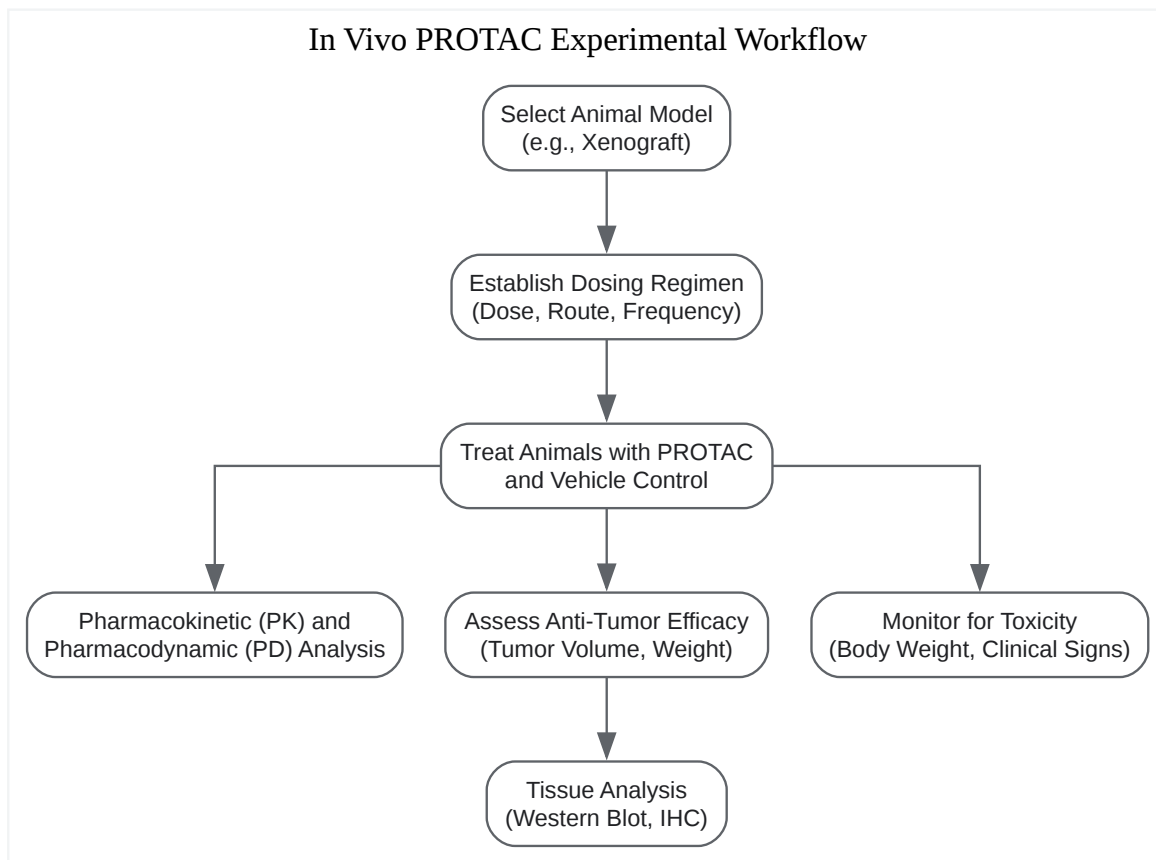 In Vivo PROTAC Experimental Workflow
Select Animal Model
(e.g., Xenograft)
Establish Dosing Regimen
(Dose, Route, Frequency)
Treat Animals with PROTAC
and Vehicle Control
Pharmacokinetic (PK) and
Pharmacodynamic (PD) Analysis
Assess Anti-Tumor Efficacy
(Tumor Volume, Weight)
Monitor for Toxicity
(Body Weight, Clinical Signs)
Tissue Analysis
(Western Blot, IHC)